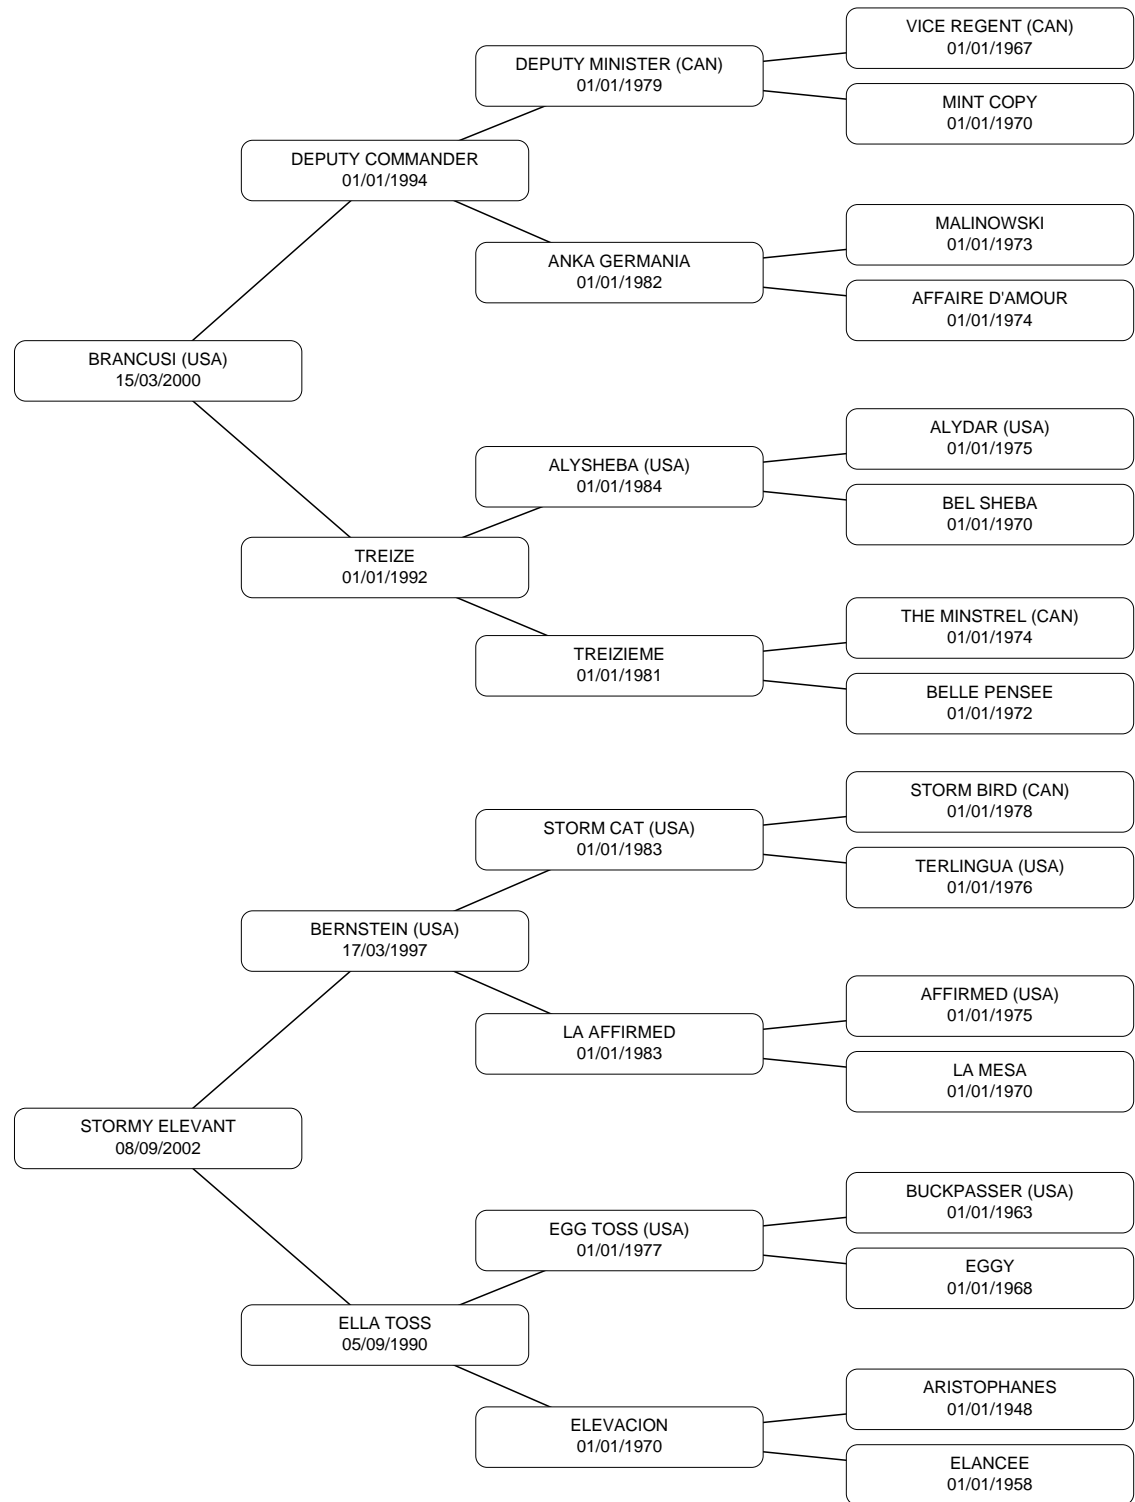 VICE REGENT (CAN)
01/01/1967
DEPUTY MINISTER (CAN)
01/01/1979
MINT COPY
01/01/1970
DEPUTY COMMANDER
01/01/1994
MALINOWSKI
01/01/1973
ANKA GERMANIA
01/01/1982
AFFAIRE D'AMOUR
01/01/1974
BRANCUSI (USA)
15/03/2000
ALYDAR (USA)
01/01/1975
ALYSHEBA (USA)
01/01/1984
BEL SHEBA
01/01/1970
TREIZE
01/01/1992
THE MINSTREL (CAN)
01/01/1974
TREIZIEME
01/01/1981
BELLE PENSEE
01/01/1972
STORM BIRD (CAN)
01/01/1978
STORM CAT (USA)
01/01/1983
TERLINGUA (USA)
01/01/1976
BERNSTEIN (USA)
17/03/1997
AFFIRMED (USA)
01/01/1975
LA AFFIRMED
01/01/1983
LA MESA
01/01/1970
STORMY ELEVANT
08/09/2002
BUCKPASSER (USA)
01/01/1963
EGG TOSS (USA)
01/01/1977
EGGY
01/01/1968
ELLA TOSS
05/09/1990
ARISTOPHANES
01/01/1948
ELEVACION
01/01/1970
ELANCEE
01/01/1958